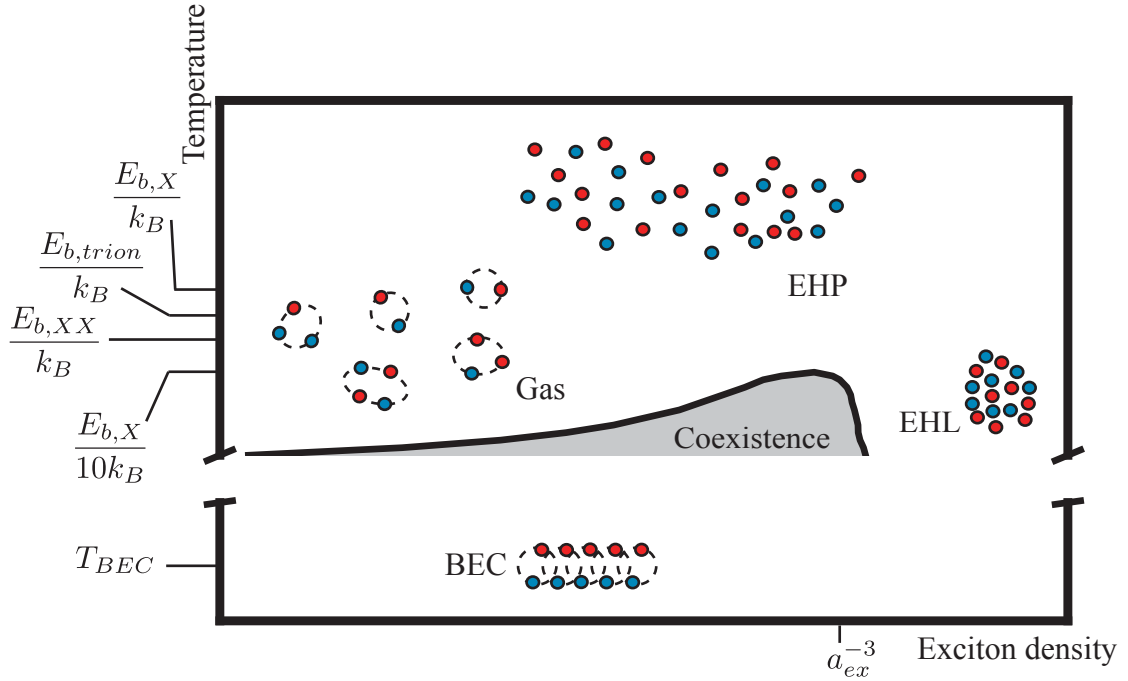 Temperature
E_{b,X}
k_B
E_{b,trion}
k_B
E_{b,XX}
k_B
E_{b,X}
10k_B
EHP
Gas
Coexistence
EHL
T_{BEC}
BEC
a_{ex}^{-3}
Exciton density